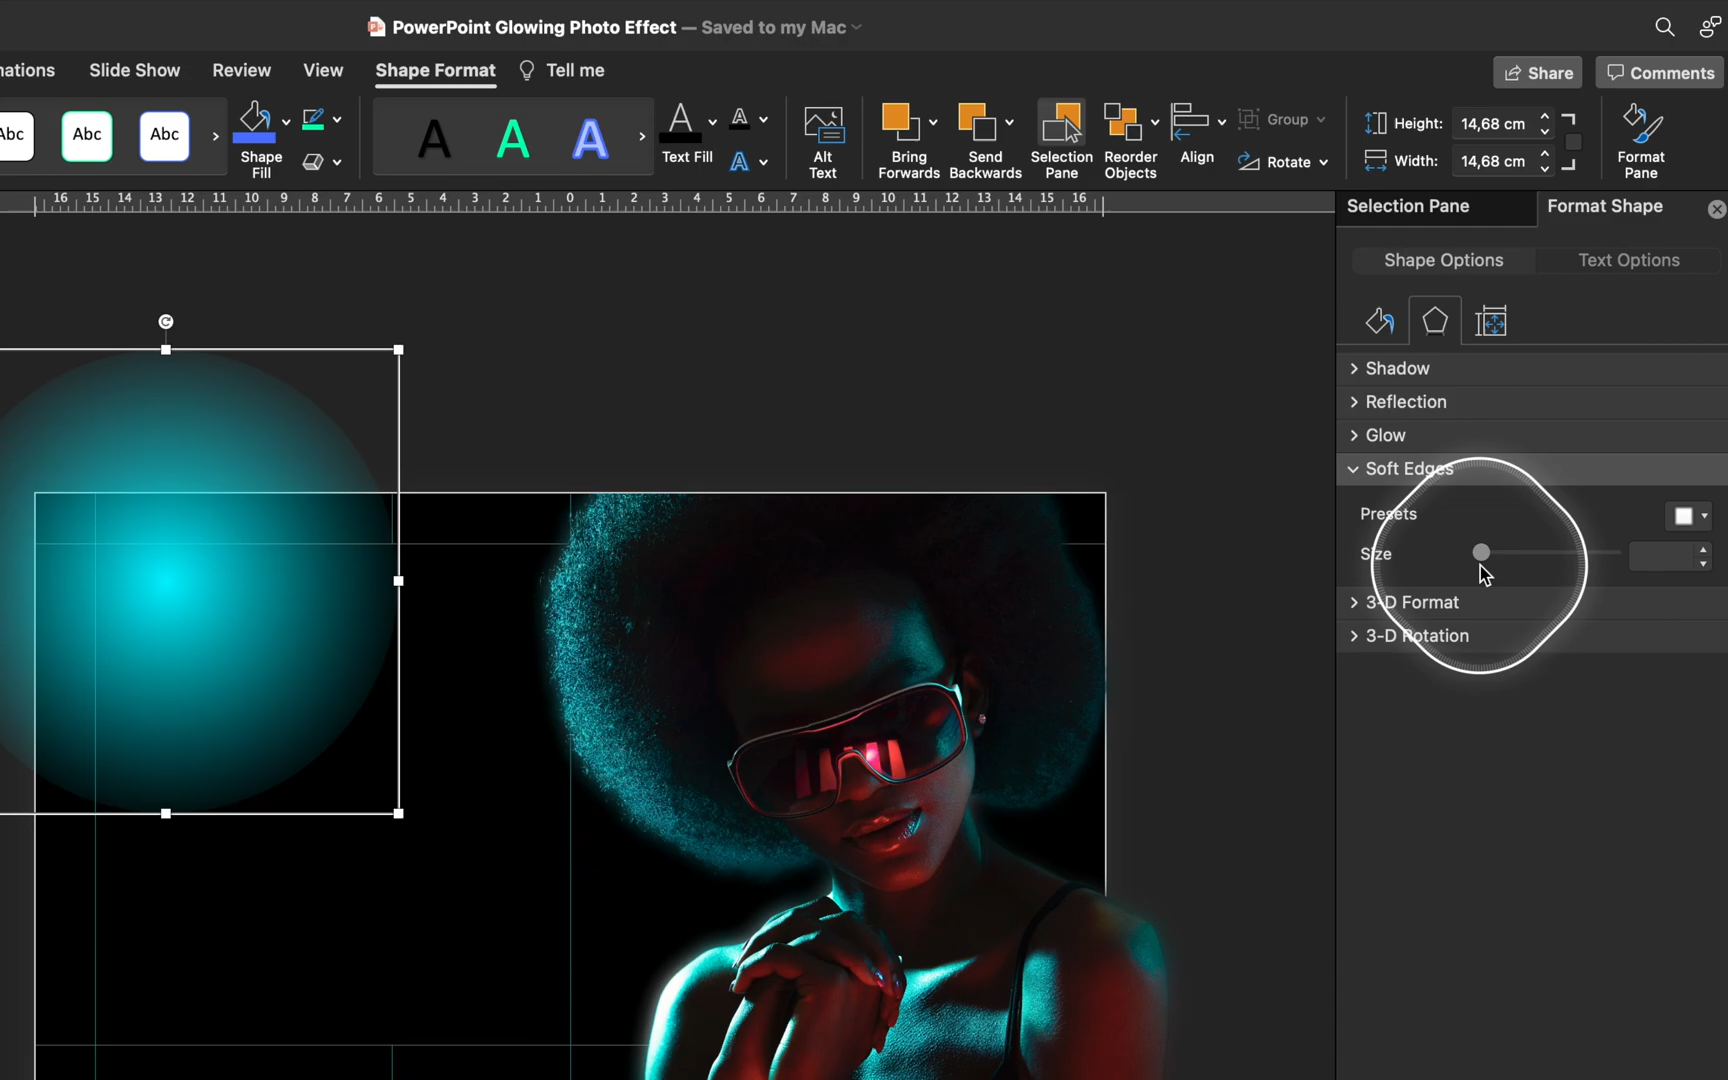 PowerPoint Glowing Photo Effect — Saved to my Mac
nations Slide Show Review View Shape Format Tell me
Share Comments
Abc Abc Abc
Shape Fill
A A A
Text Fill
Alt Text
Bring Forwards
Send Backwards
Selection Pane
Reorder Objects
Align
Group
Rotate
Height: 14,68 cm
Width: 14,68 cm
Format Pane
16 15 14 13 12 11 10 9 8 7 6 5 4 3 2 1 0 1 2 3 4 5 6 7 8 9 10 11 12 13 14 15 16
Selection Pane Format Shape
Shape Options Text Options
Shadow
Reflection
Glow
Soft Edges
Presets
Size
3-D Format
3-D Rotation